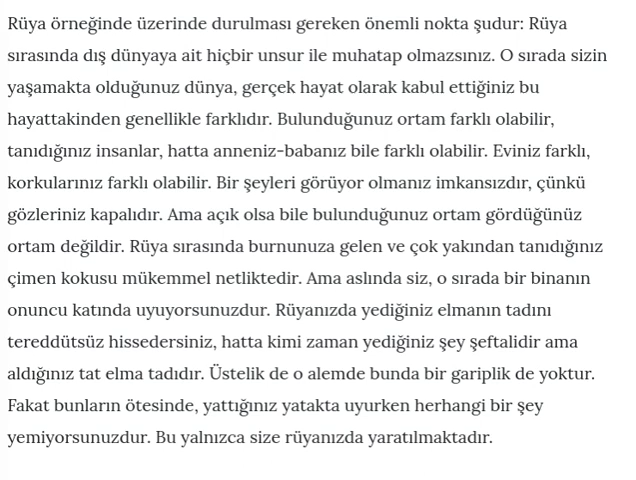 Rüya örneğinde üzerinde durulması gereken önemli nokta şudur: Rüya
sırasında dış dünyaya ait hiçbir unsur ile muhatap olmazsınız. O sırada sizin
yaşamakta olduğunuz dünya, gerçek hayat olarak kabul ettiğiniz bu
hayattakinden genellikle farklıdır. Bulunduğunuz ortam farklı olabilir,
tanıdığınız insanlar, hatta anneniz-babanız bile farklı olabilir. Eviniz farklı,
korkularınız farklı olabilir. Bir şeyleri görüyor olmanız imkansızdır, çünkü
gözleriniz kapalıdır. Ama açık olsa bile bulunduğunuz ortam gördüğünüz
ortam değildir. Rüya sırasında burnunuza gelen ve çok yakından tanıdığınız
çimen kokusu mükemmel netliktedir. Ama aslında siz, o sırada bir binanın
onuncu katında uyuyorsunuzdur. Rüyanızda yediğiniz elmanın tadını
tereddütsüz hissedersiniz, hatta kimi zaman yediğiniz şey şeftalidir ama
aldığınız tat elma tadıdır. Üstelik de o alemde bunda bir gariplik de yoktur.
Fakat bunların ötesinde, yattığınız yatakta uyurken herhangi bir şey
yemiyorsunuzdur. Bu yalnızca size rüyanızda yaratılmaktadır.